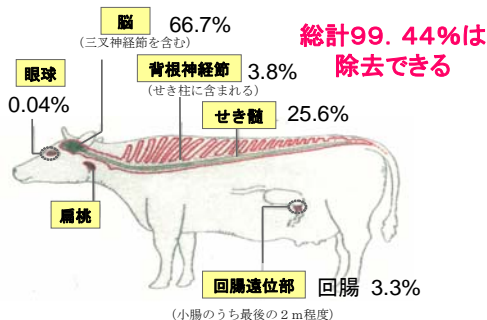 脳 66.7%
(三叉神経節を含む)
総計99.44%は
除去できる
眼球
0.04%
背根神経節 3.8%
(せき柱に含まれる)
せき髄 25.6%
扁桃
回腸遠位部 回腸 3.3%
(小腸のうち最後の2m程度)